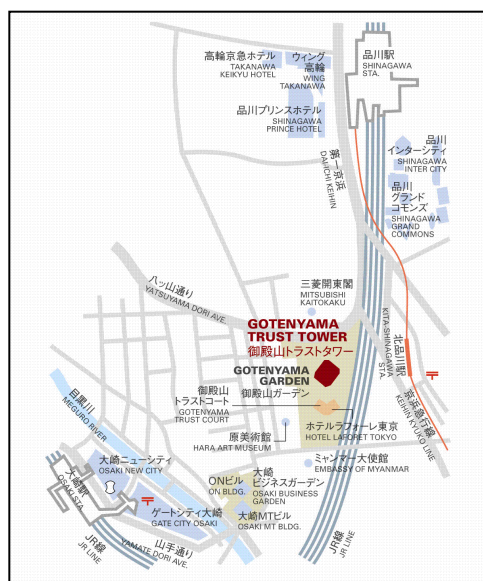 高輪京急ホテル
TAKANAWA
KEIKYU HOTEL
ウィング
高輪
WING
TAKANAWA
品川駅
SHINAGAWA
STA.
品川プリンスホテル
SHINAGAWA
PRINCE HOTEL
第一京浜
DAI-ICHI KEIHIN
品川
インターシティ
SHINAGAWA
INTER CITY
品川
グランド
コモンズ
SHINAGAWA
GRAND
COMMONS
八ッ山通り
YATSUYAMA DORI AVE.
三菱開東閣
MITSUBISHI
KAITOKAKU
GOTENYAMA
TRUST TOWER
御殿山トラストタワー
GOTENYAMA
GARDEN
御殿山ガーデン
北品川駅
KITA-SHINAGAWA
STA.
京浜急行線
KEIHIN KYUKO LINE
御殿山
トラストコート
GOTENYAMA
TRUST COURT
ホテルラフォーレ東京
HOTEL LAFORET TOKYO
原美術館
HARA ART MUSEUM
目黒川
MEGURO RIVER
ミャンマー大使館
EMBASSY OF MYANMAR
大崎ニューシティ
OSAKI NEW CITY
大崎駅
OSAKI STA.
ONビル
ON BLDG.
大崎
ビジネスガーデン
OSAKI BUSINESS
GARDEN
ゲートシティ大崎
GATE CITY OSAKI
大崎MTビル
OSAKI MT BLDG.
山手通り
YAMATE DORI AVE.
JR線
JR LINE
JR線
JR LINE